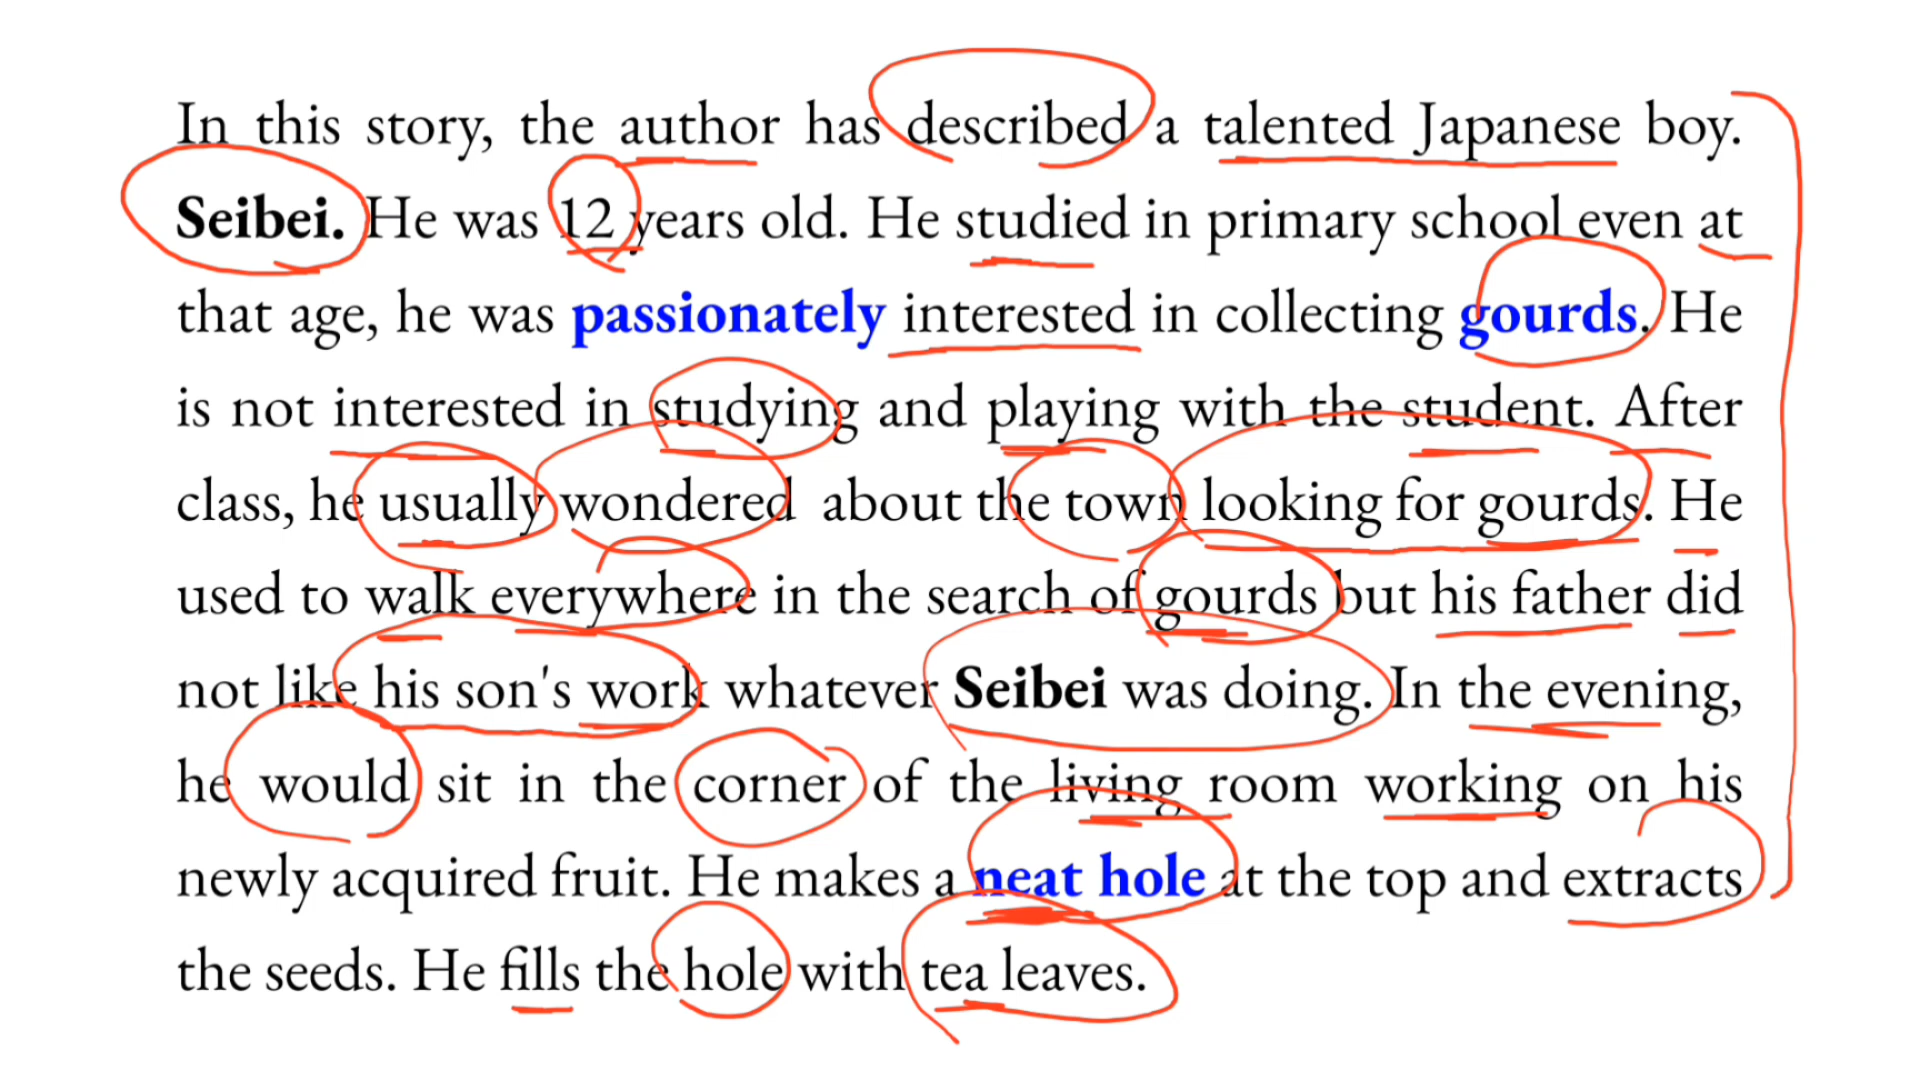 In this story, the author has described a talented Japanese boy.
Seibei. He was 12 years old. He studied in primary school even at
that age, he was passionately interested in collecting gourds. He
is not interested in studying and playing with the student. After
class, he usually wondered about the town looking for gourds. He
used to walk everywhere in the search of gourds but his father did
not like his son's work whatever Seibei was doing. In the evening,
he would sit in the corner of the living room working on his
newly acquired fruit. He makes a neat hole at the top and extracts
the seeds. He fills the hole with tea leaves.